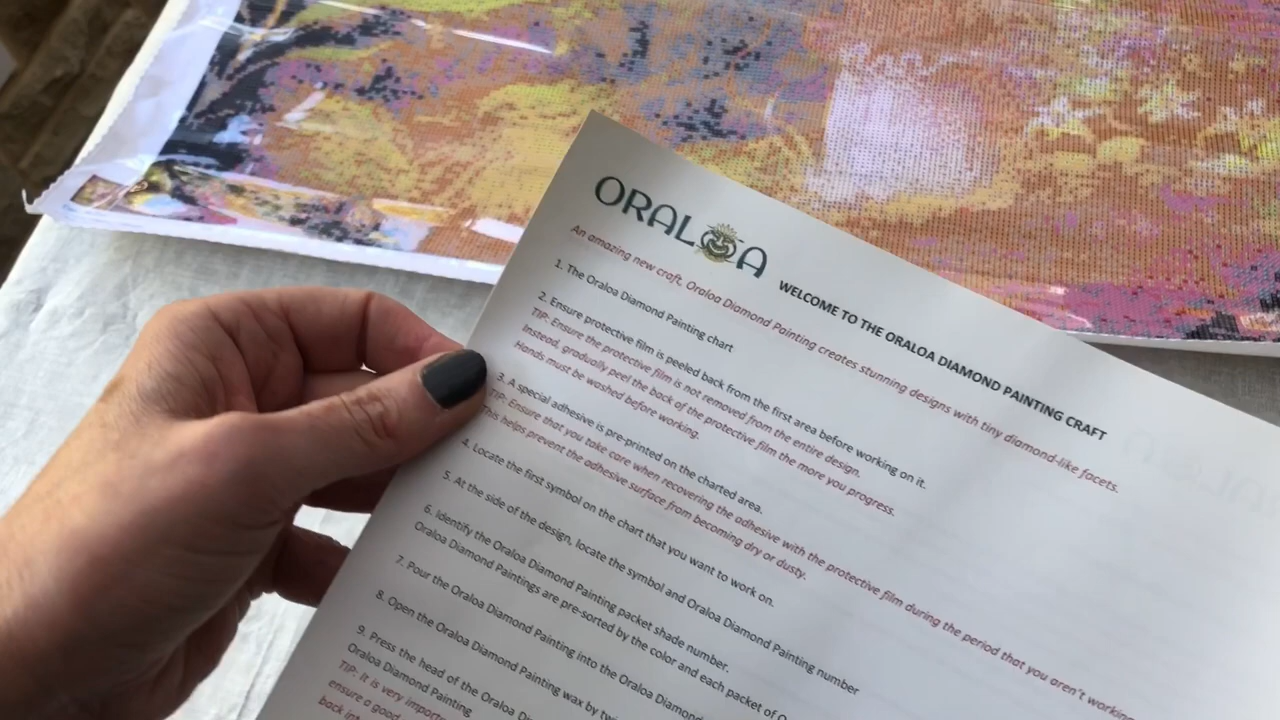 ORALOA
WELCOME TO THE ORALOA DIAMOND PAINTING CRAFT
An amazing new craft, Oraloa Diamond Painting creates stunning designs with tiny diamond-like facets.
1. The Oraloa Diamond Painting chart
2. Ensure protective film is peeled back from the first area before working on it.
TIP: Ensure the protective film is not removed from the entire design.
Instead, gradually peel the back of the protective film the more you progress.
Hands must be washed before working.
3. A special adhesive is pre-printed on the charted area.
TIP: Ensure that you take care when recovering the adhesive with the protective film during the period that you aren't working
This helps prevent the adhesive surface from becoming dry or dusty.
4. Locate the first symbol on the chart that you want to work on.
5. At the side of the design, locate the symbol and Oraloa Diamond Painting number
6. Identify the Oraloa Diamond Painting packet shade number.
Oraloa Diamond Paintings are pre-sorted by the color and each packet of
7. Pour the Oraloa Diamond Painting into the Oraloa Diamond
8. Open the Oraloa Diamond Painting wax by
9. Press the head of the Oraloa
Oraloa Diamond Painting
TIP: It is very
ensure a good
back